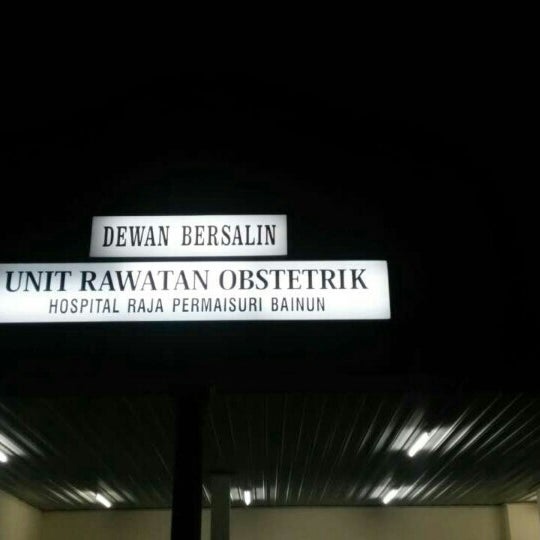 DEWAN BERSALIN
UNIT RAWATAN OBSTETRIK
HOSPITAL RAJA PERMAISURI BAINUN